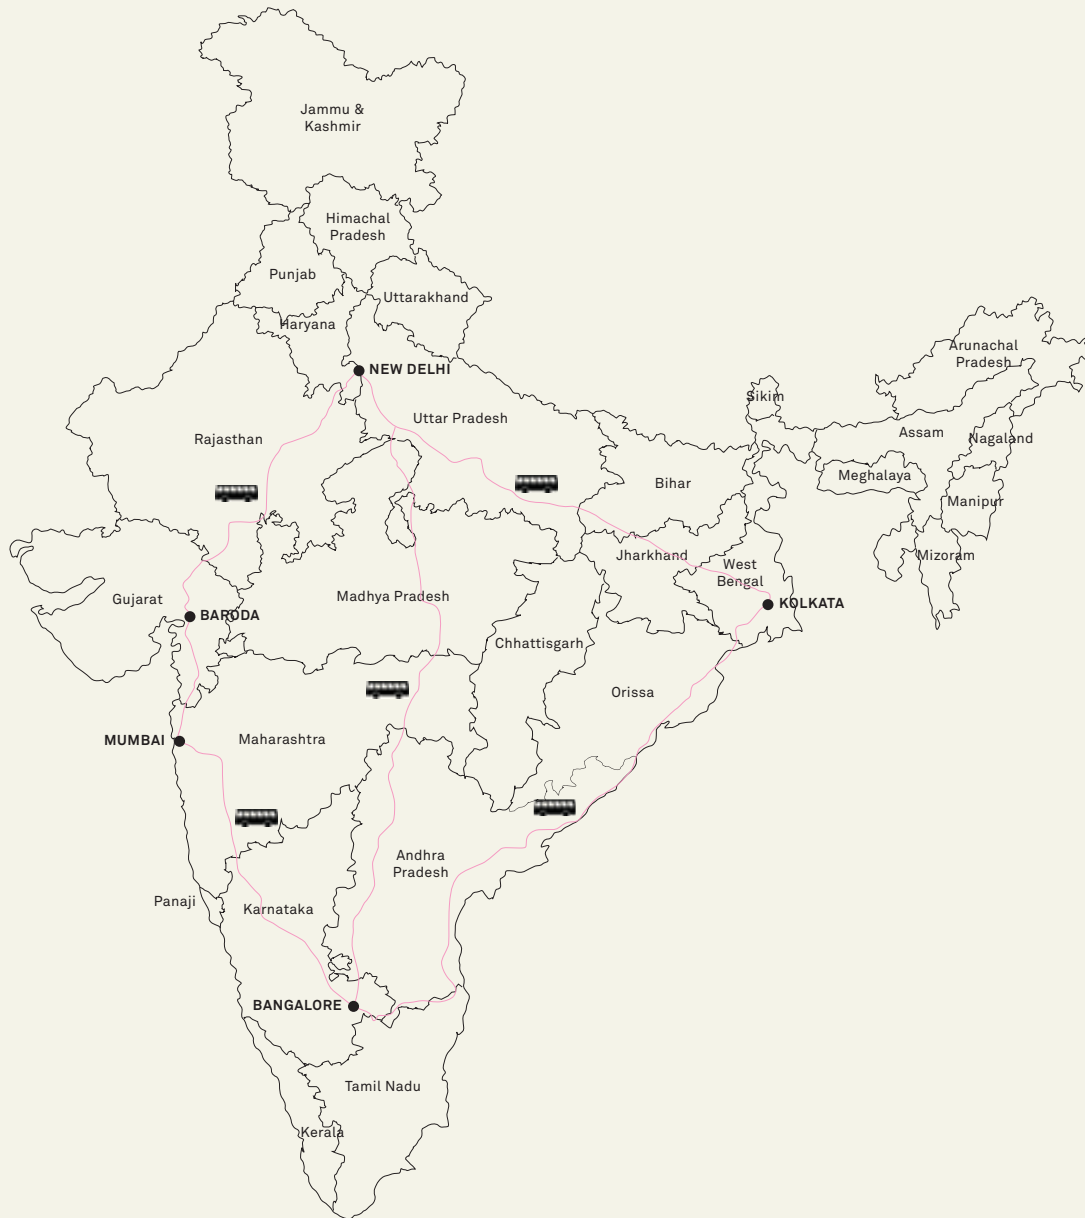 Jammu &
Kashmir
Himachal
Pradesh
Punjab
Uttarakhand
Haryana
Arunachal
Pradesh
NEW DELHI
Sikim
Uttar Pradesh
Rajasthan
Assam
Nagaland
Meghalaya
Bihar
Manipur
Jharkhand
West
Bengal
Mizoram
Gujarat
Madhya Pradesh
KOLKATA
BARODA
Chhattisgarh
Orissa
MUMBAI
Maharashtra
Andhra
Pradesh
Panaji
Karnataka
BANGALORE
Tamil Nadu
Kerala